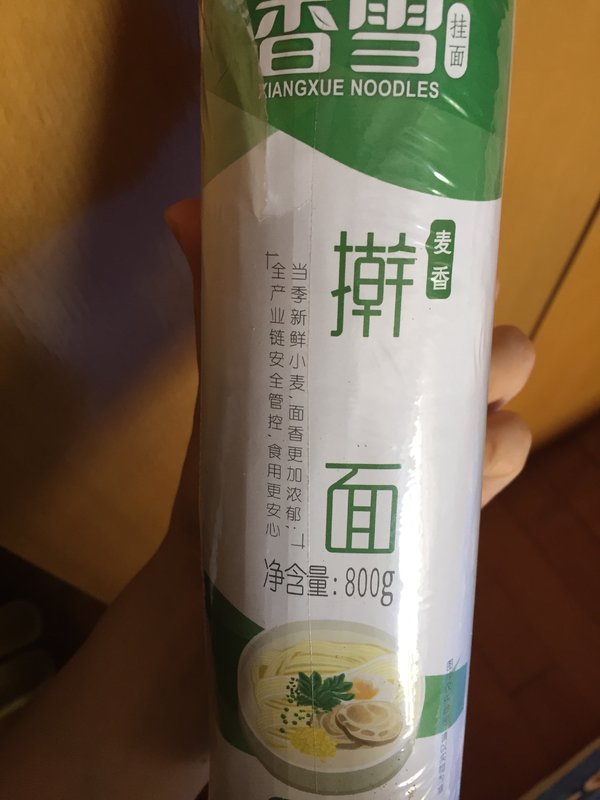 香雪
挂面
XIANGXUE NOODLES
麦香
擀面
当季新鲜小麦、面香更加浓郁;
全产业链安全管控、食用更安心
净含量:800g